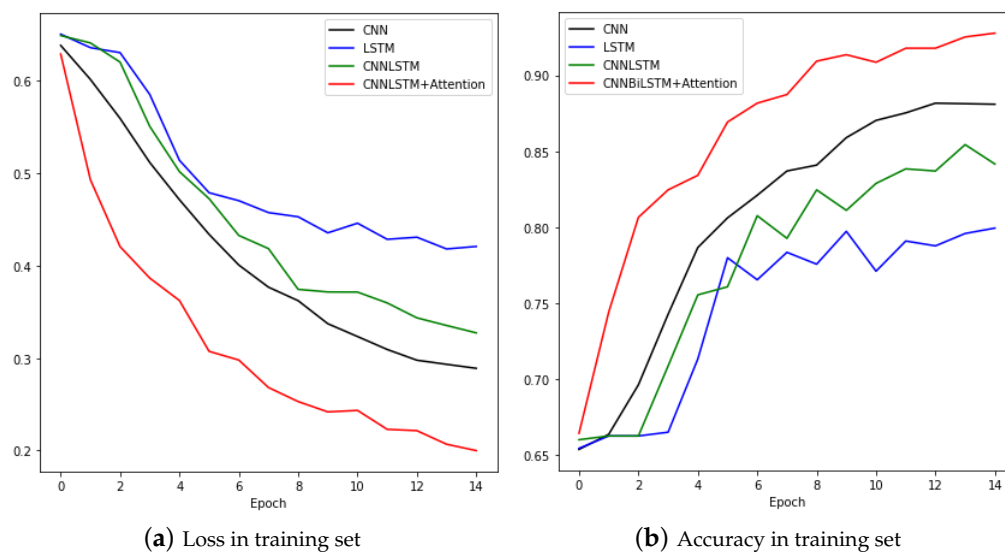 CNN
LSTM
CNNLSTM
CNNLSTM+Attention
0.6
0.5
0.4
0.3
0.2
0 2 4 6 8 10 12 14
Epoch
(a) Loss in training set
CNN
LSTM
CNNLSTM
CNNBiLSTM+Attention
0.90
0.85
0.80
0.75
0.70
0.65
0 2 4 6 8 10 12 14
Epoch
(b) Accuracy in training set